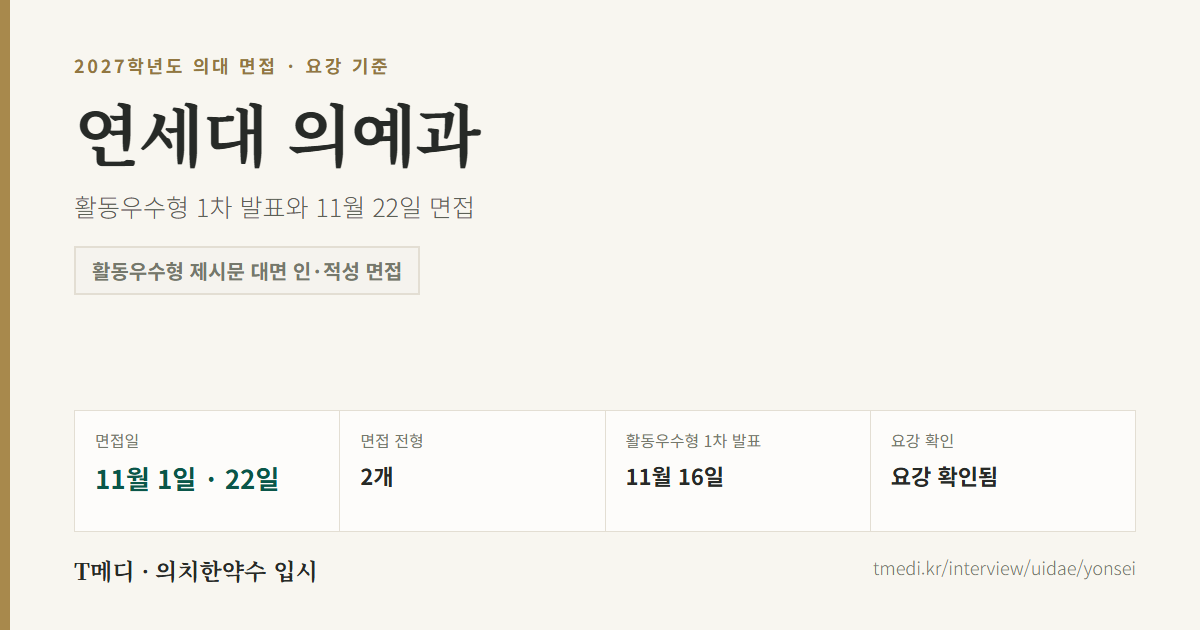 2027학년도 의대 면접 · 요강 기준
연세대 의예과
활동우수형 1차 발표와 11월 22일 면접
활동우수형 제시문 대면 인·적성 면접
면접일
11월 1일 · 22일
면접 전형
2개
활동우수형 1차 발표
11월 16일
요강 확인
요강 확인됨
T메디 · 의치한약수 입시
tmedi.kr/interview/uidae/yonsei